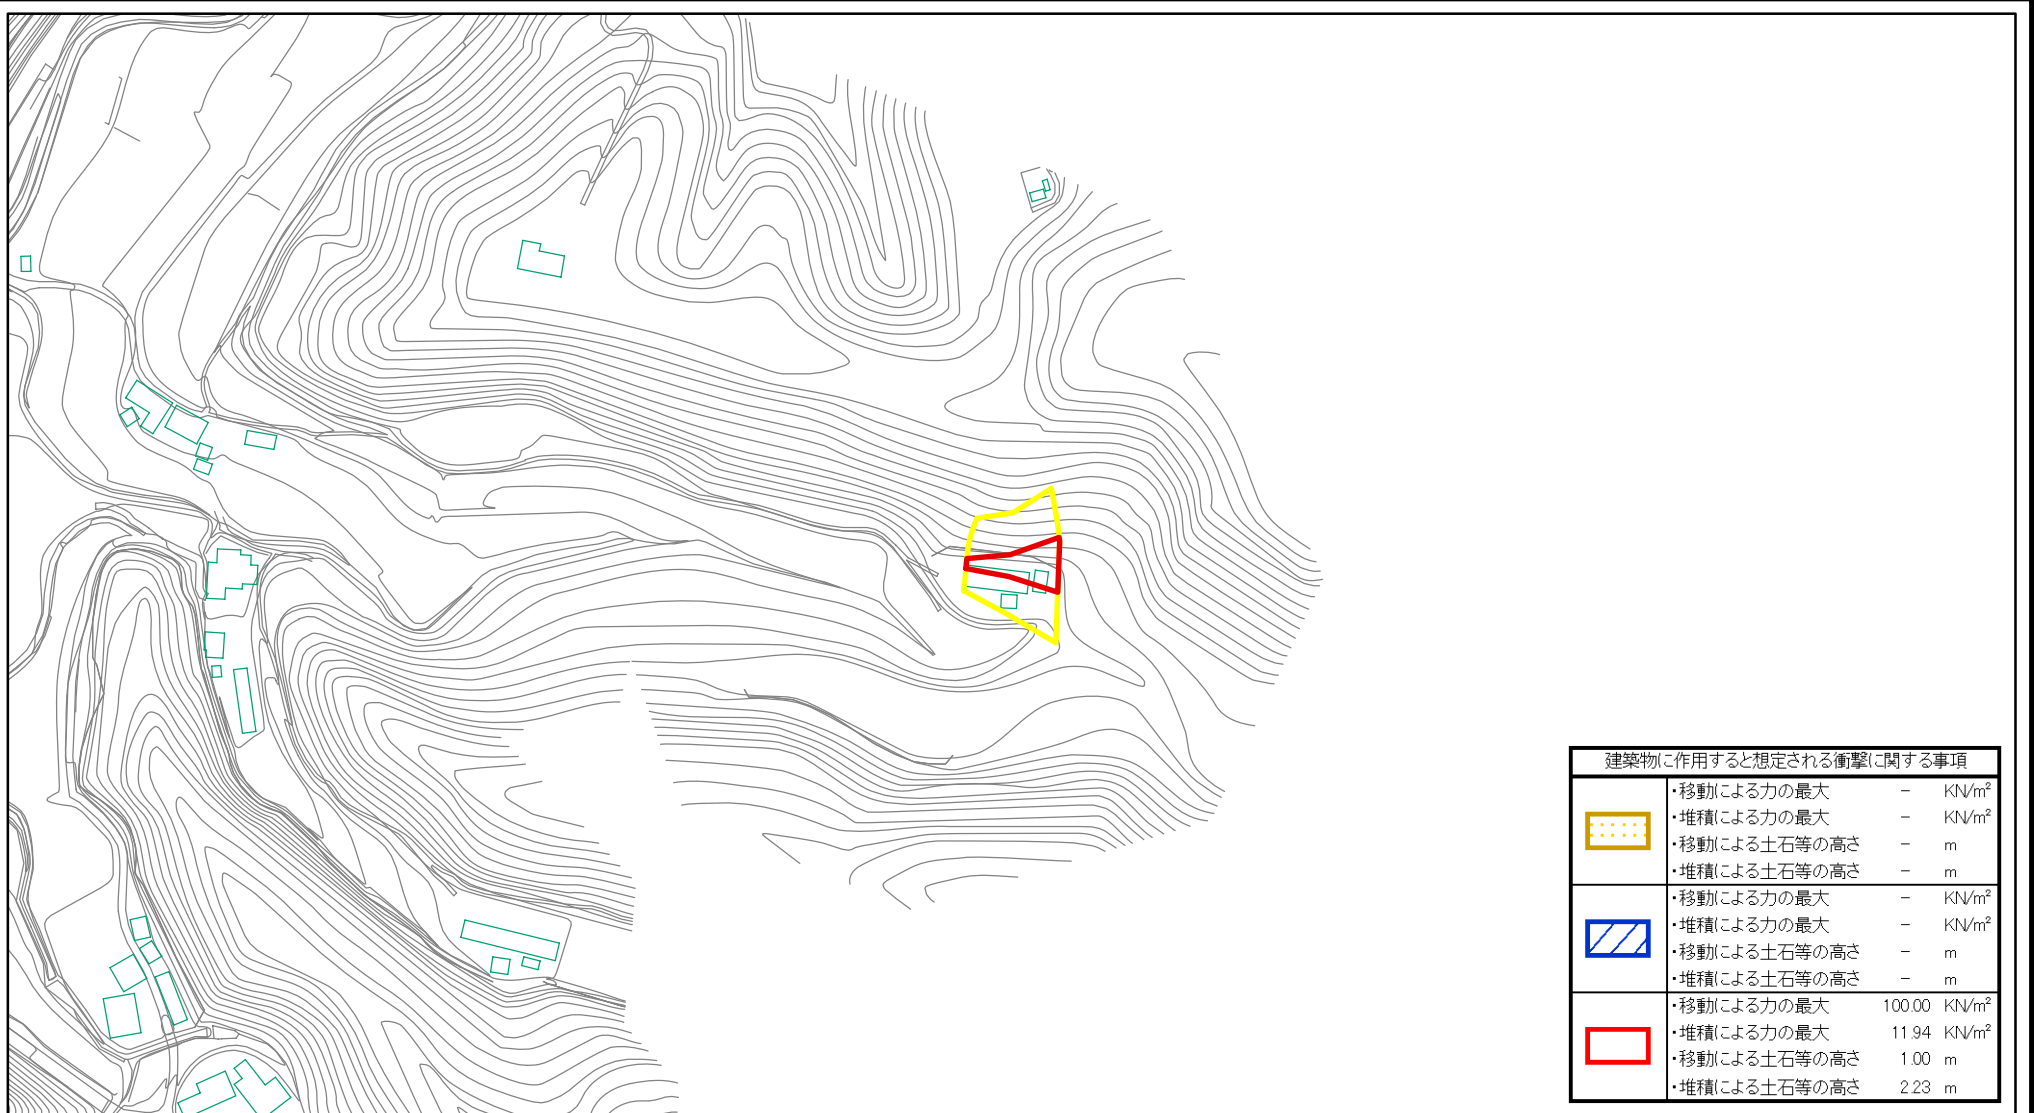 建築物に作用すると想定される衝撃に関する事項
・移動による力の最大 － KN/m²
・堆積による力の最大 － KN/m²
・移動による土石等の高さ － m
・堆積による土石等の高さ － m
・移動による力の最大 － KN/m²
・堆積による力の最大 － KN/m²
・移動による土石等の高さ － m
・堆積による土石等の高さ － m
・移動による力の最大 100.00 KN/m²
・堆積による力の最大 11.94 KN/m²
・移動による土石等の高さ 1.00 m
・堆積による土石等の高さ 2.23 m